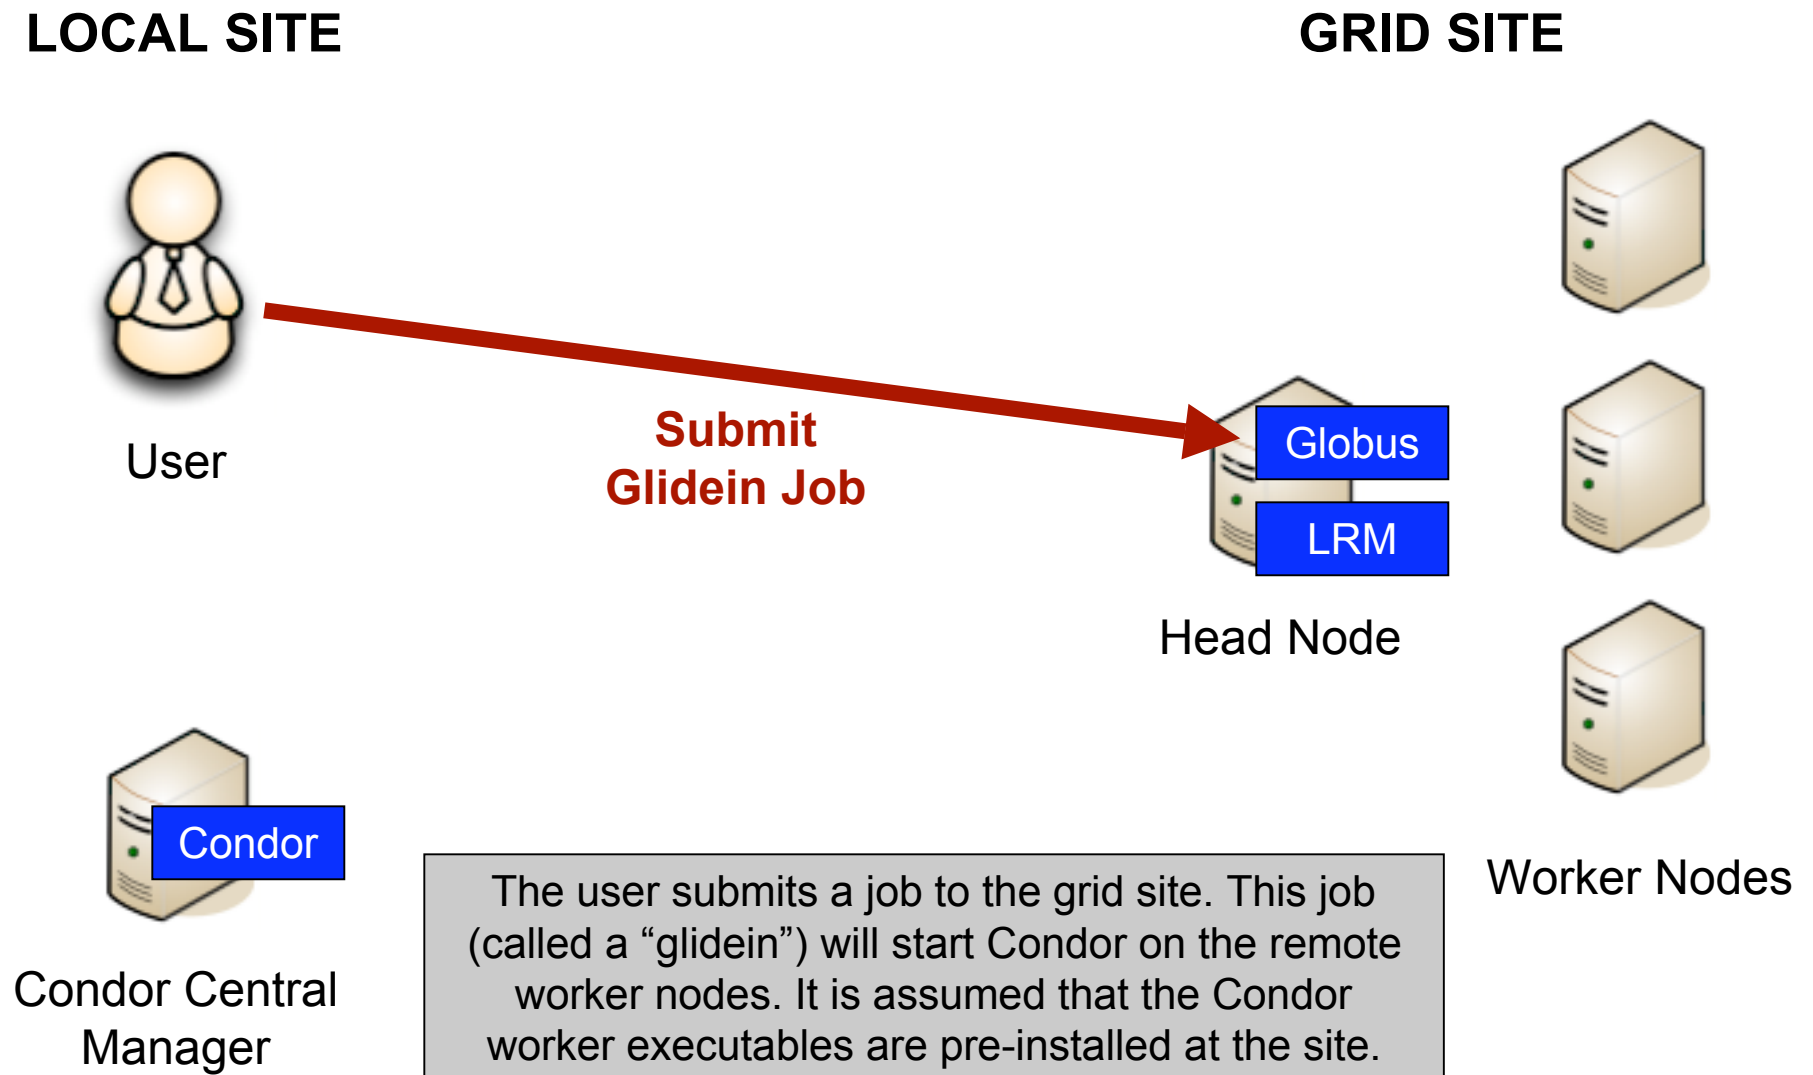 LOCAL SITE
GRID SITE
User
Submit
Glidein Job
Globus
LRM
Head Node
Condor
Condor Central
Manager
Worker Nodes
The user submits a job to the grid site. This job
(called a “glidein”) will start Condor on the remote
worker nodes. It is assumed that the Condor
worker executables are pre-installed at the site.